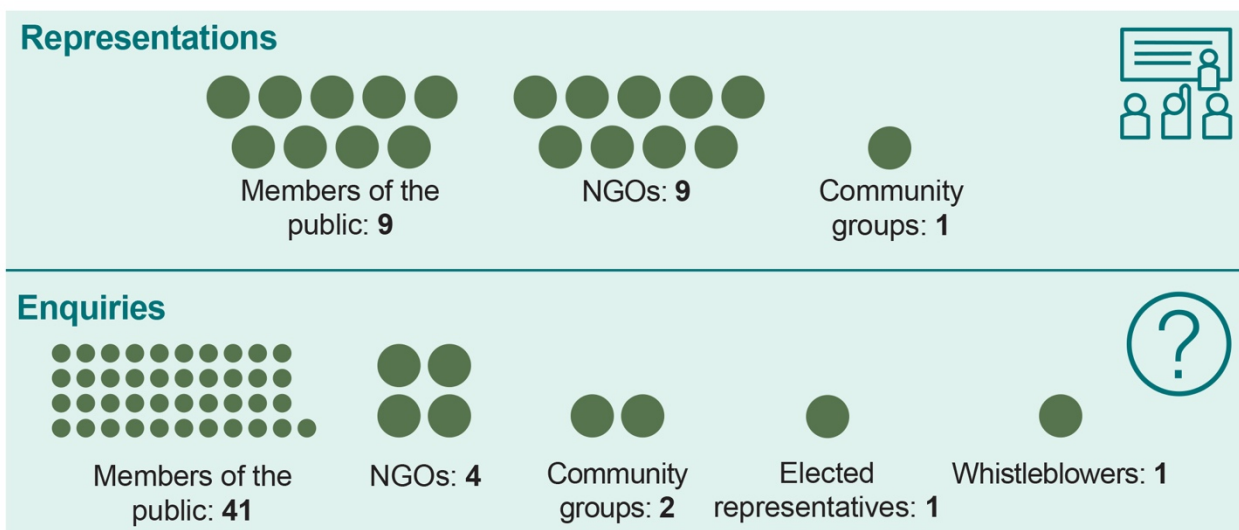 Representations
Members of the
public: 9
NGOs: 9
Community
groups: 1
Enquiries
?
Members of the
public: 41
NGOs: 4
Community
groups: 2
Elected
representatives: 1
Whistleblowers: 1